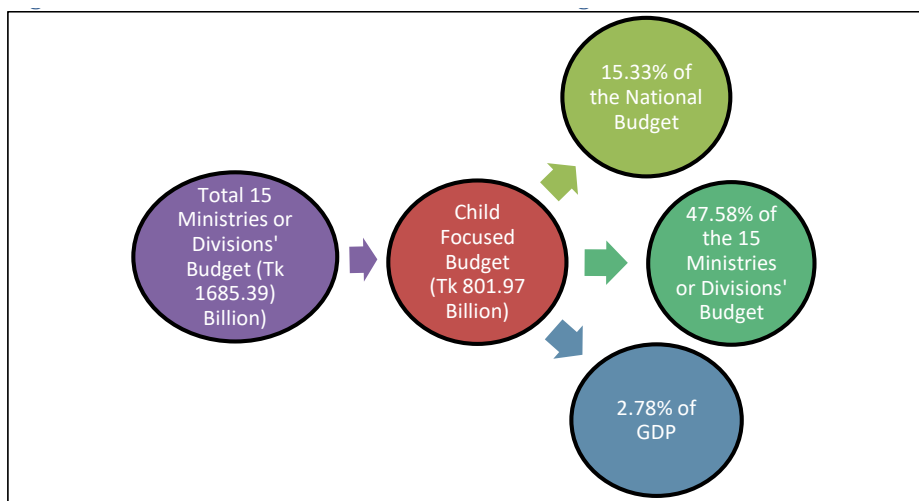 Total 15
Ministries or
Divisions'
Budget (Tk
1685.39)
Billion)
Child
Focused
Budget
(Tk 801.97
Billion)
15.33% of
the National
Budget
47.58% of
the 15
Ministries
or Divisions'
Budget
2.78% of
GDP